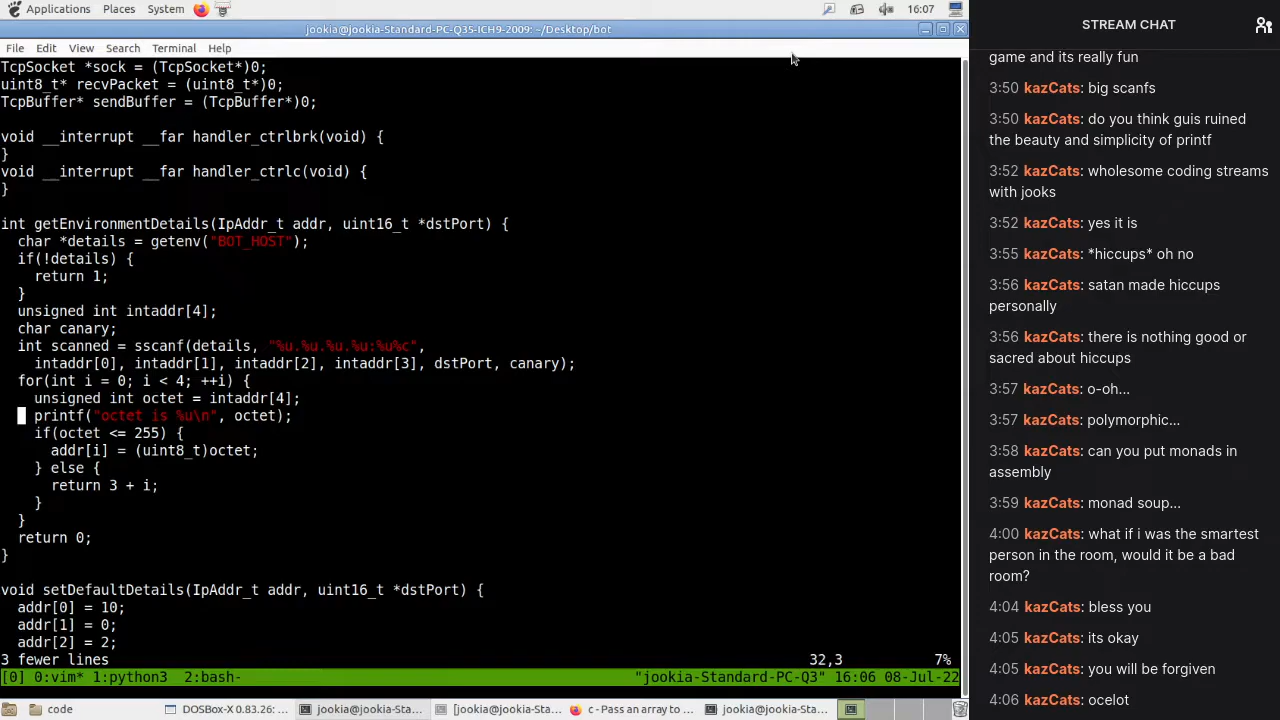 Applications Places System 16:07
jookia@jookia-Standard-PC-Q35-ICH9-2009: ~/Desktop/bot
File Edit View Search Terminal Help
TcpSocket *sock = (TcpSocket*)0;
uint8_t* recvPacket = (uint8_t*)0;
TcpBuffer* sendBuffer = (TcpBuffer*)0;
void __interrupt __far handler_ctrlbrk(void) {
}
void __interrupt __far handler_ctrlc(void) {
}
int getEnvironmentDetails(IpAddr_t addr, uint16_t *dstPort) {
char *details = getenv("BOT_HOST");
if(!details) {
return 1;
}
unsigned int intaddr[4];
char canary;
int scanned = sscanf(details, "%u.%u.%u.%u:%u%c",
intaddr[0], intaddr[1], intaddr[2], intaddr[3], dstPort, canary);
for(int i = 0; i < 4; ++i) {
unsigned int octet = intaddr[4];
printf("octet is %u\n", octet);
if(octet <= 255) {
addr[i] = (uint8_t)octet;
} else {
return 3 + i;
}
}
return 0;
}
void setDefaultDetails(IpAddr_t addr, uint16_t *dstPort) {
addr[0] = 10;
addr[1] = 0;
addr[2] = 2;
3 fewer lines 32,3 7%
[0] 0:vim* 1:python3 2:bash- "jookia-Standard-PC-Q3" 16:06 08-Jul-22
code DOSBox-X 0.83.26: ... jookia@jookia-Sta... [jookia@jookia-Sta... c - Pass an array to ... jookia@jookia-Sta...
STREAM CHAT
game and its really fun
3:50 kazCats: big scanfs
3:50 kazCats: do you think guis ruined
the beauty and simplicity of printf
3:52 kazCats: wholesome coding streams
with jooks
3:52 kazCats: yes it is
3:55 kazCats: *hiccups* oh no
3:56 kazCats: satan made hiccups
personally
3:56 kazCats: there is nothing good or
sacred about hiccups
3:57 kazCats: o-oh...
3:57 kazCats: polymorphic...
3:58 kazCats: can you put monads in
assembly
3:59 kazCats: monad soup...
4:00 kazCats: what if i was the smartest
person in the room, would it be a bad
room?
4:04 kazCats: bless you
4:05 kazCats: its okay
4:05 kazCats: you will be forgiven
4:06 kazCats: ocelot